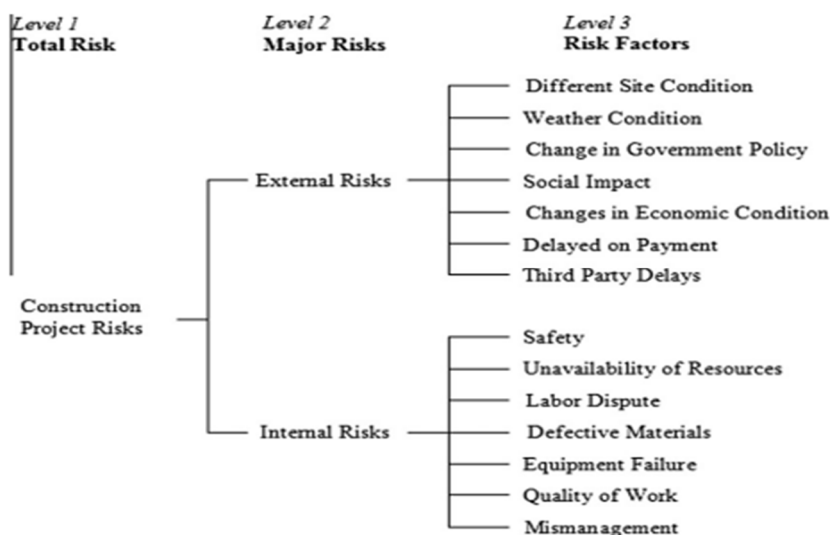 Level 1
Total Risk
Level 2
Major Risks
Level 3
Risk Factors
Construction
Project Risks
External Risks
Different Site Condition
Weather Condition
Change in Government Policy
Social Impact
Changes in Economic Condition
Delayed on Payment
Third Party Delays
Internal Risks
Safety
Unavailability of Resources
Labor Dispute
Defective Materials
Equipment Failure
Quality of Work
Mismanagement